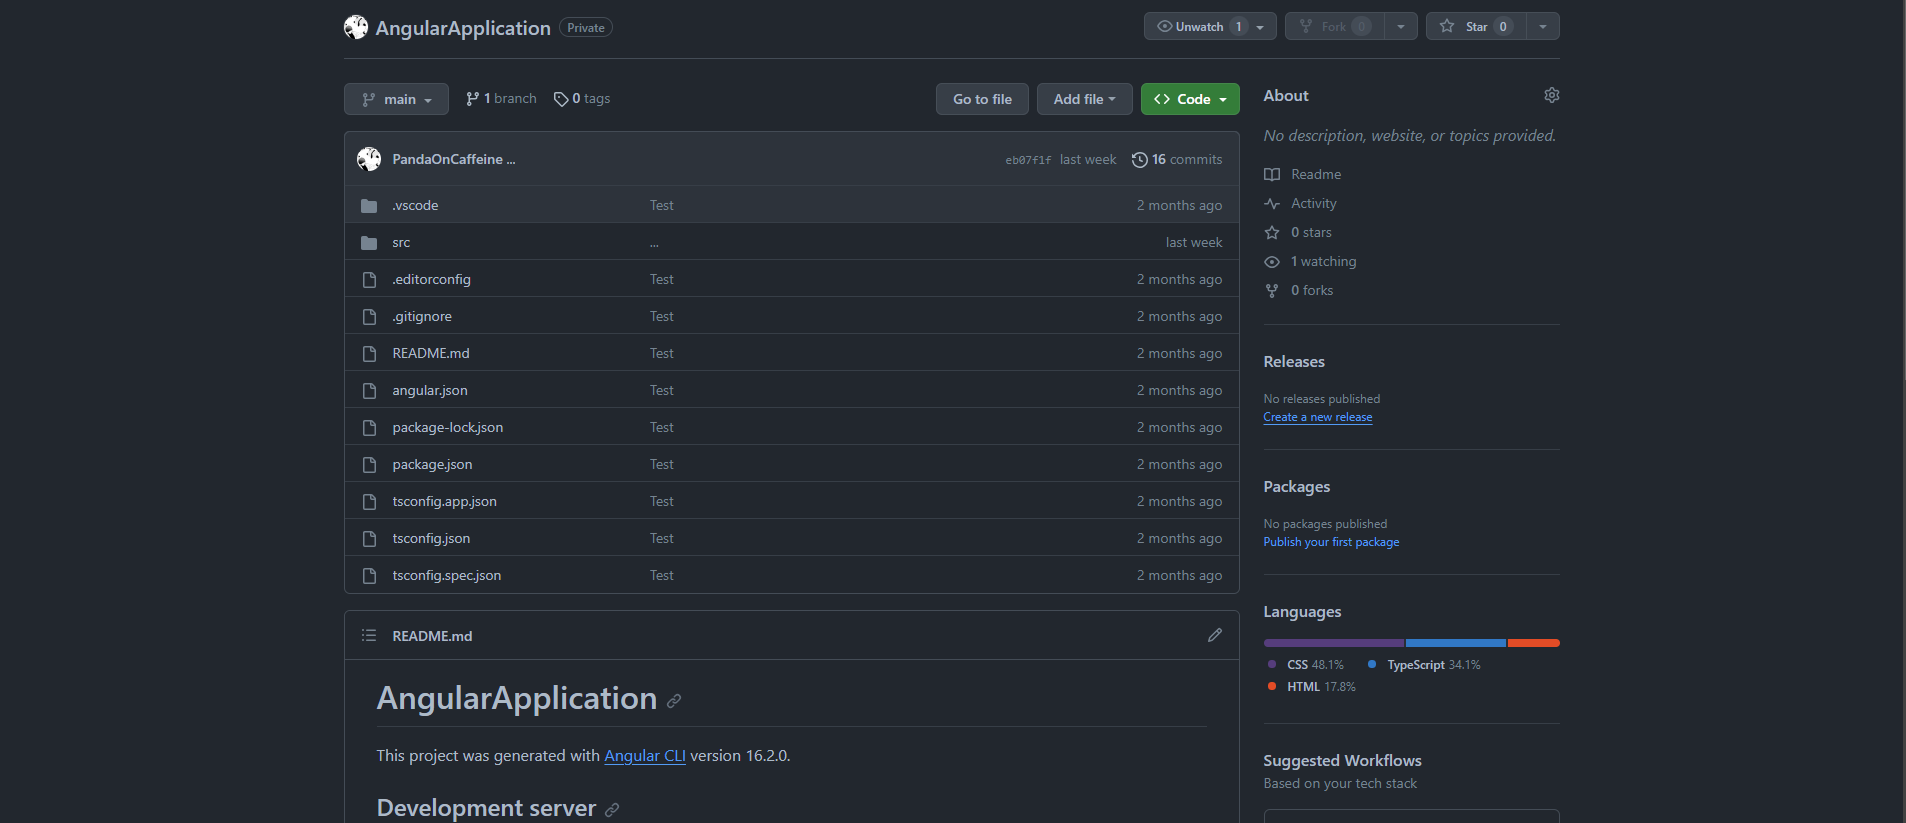 AngularApplication Private Unwatch 1 Fork 0 Star 0
main 1 branch 0 tags Go to file Add file <> Code
PandaOnCaffeine ... eb07f1f last week 16 commits
.vscode Test 2 months ago
src ... last week
.editorconfig Test 2 months ago
.gitignore Test 2 months ago
README.md Test 2 months ago
angular.json Test 2 months ago
package-lock.json Test 2 months ago
package.json Test 2 months ago
tsconfig.app.json Test 2 months ago
tsconfig.json Test 2 months ago
tsconfig.spec.json Test 2 months ago
README.md
AngularApplication
This project was generated with Angular CLI version 16.2.0.
Development server
About
No description, website, or topics provided.
Readme
Activity
0 stars
1 watching
0 forks
Releases
No releases published
Create a new release
Packages
No packages published
Publish your first package
Languages
CSS 48.1% TypeScript 34.1%
HTML 17.8%
Suggested Workflows
Based on your tech stack